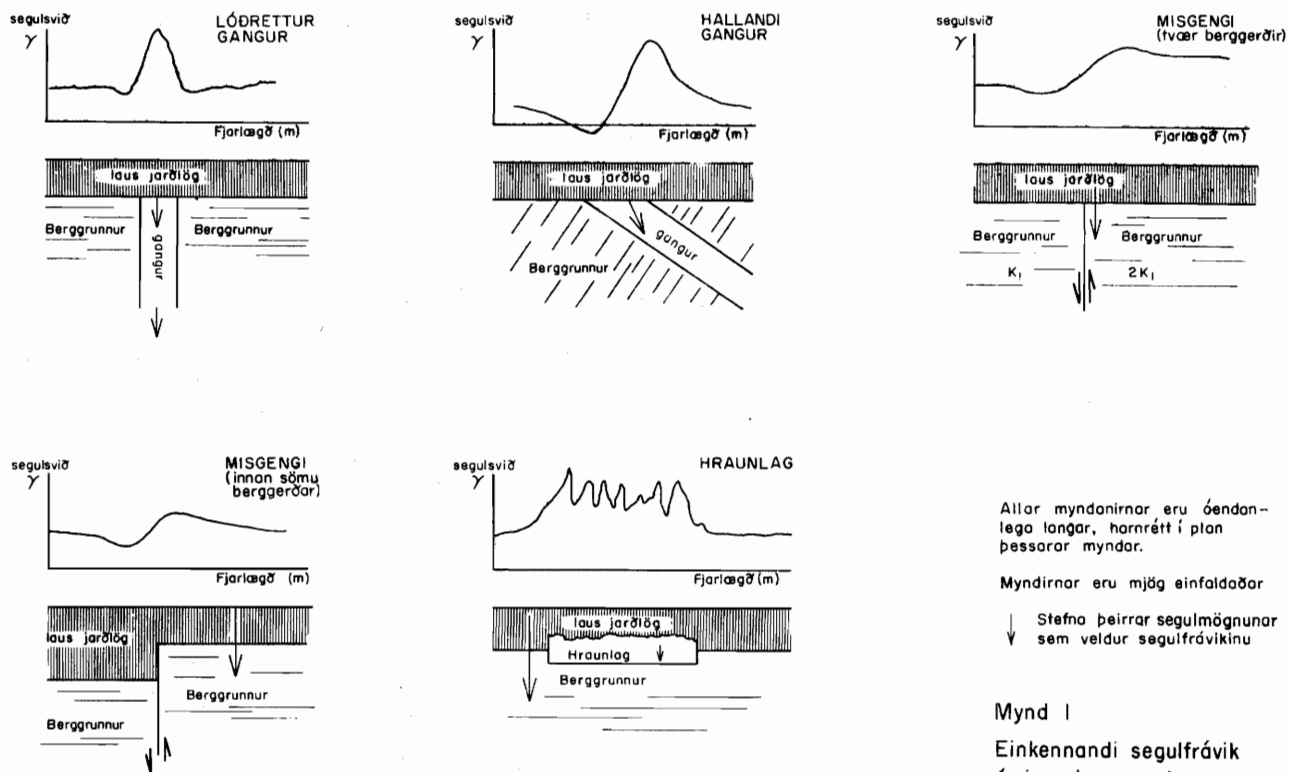 segulsvið
γ
LÓÐRETTUR
GANGUR
Fjarlægð (m)
laus jarðlög
Berggrunnur
gangur
Berggrunnur
segulsvið
γ
HALLANDI
GANGUR
Fjarlægð (m)
laus jarðlög
gangur
Berggrunnur
segulsvið
γ
MISGENGI
(tvær berggerðir)
Fjarlægð (m)
laus jarðlög
Berggrunnur
Berggrunnur
K₁
2K₁
segulsvið
γ
MISGENGI
(innan sömu
berggerðar)
Fjarlægð (m)
laus jarðlög
Berggrunnur
Berggrunnur
segulsvið
γ
HRAUNLAG
Fjarlægð (m)
laus jarðlög
Hraunlag
Berggrunnur
Allar myndanirnar eru óendan-
lega langar, hornrétt í plan
þessarar myndar.
Myndirnar eru mjög einfaldaðar
Stefna þeirrar segulmögnunar
sem veldur segulfrávikinu
Mynd 1
Einkennandi segulfrávik